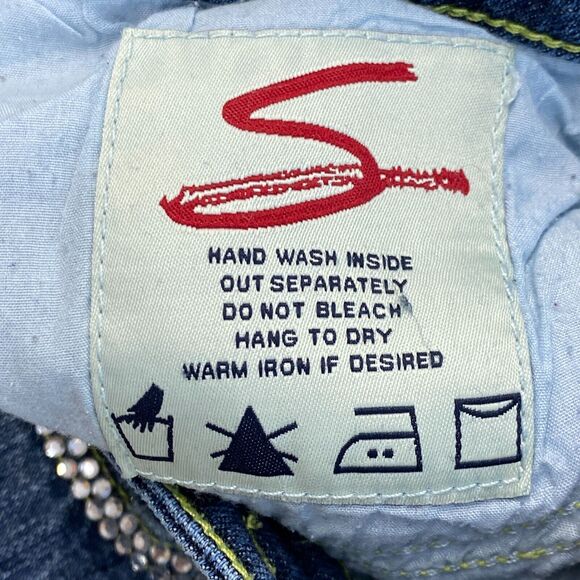 S
HAND WASH INSIDE
OUT SEPARATELY
DO NOT BLEACH
HANG TO DRY
WARM IRON IF DESIRED